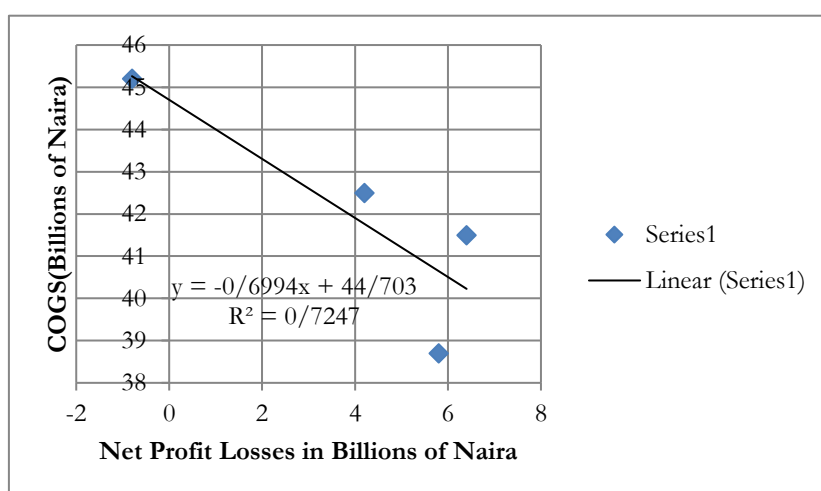 46
45
44
43
42
41
40
39
38
-2
0
2
4
6
8
COGS(Billions of Naira)
Net Profit Losses in Billions of Naira
y = -0/6994x + 44/703
R² = 0/7247
Series1
Linear (Series1)